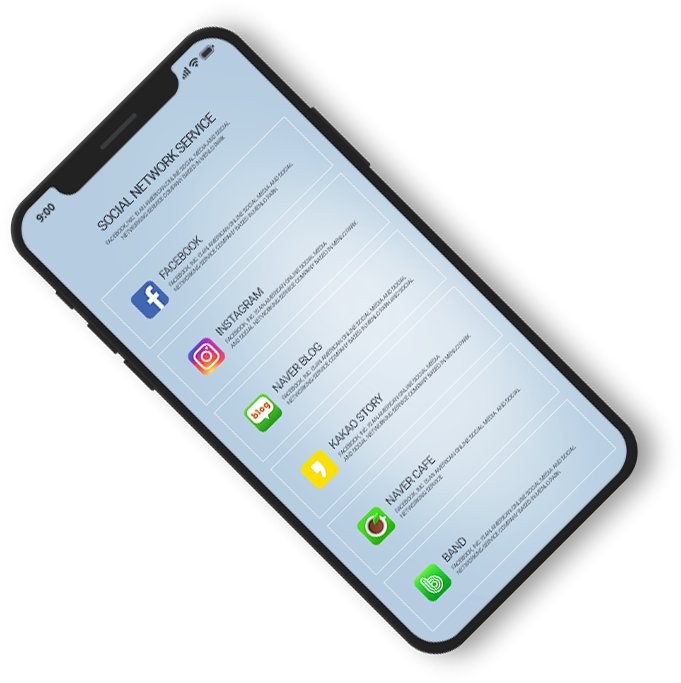 9:00
SOCIAL NETWORK SERVICE
FACEBOOK, INC. IS AN AMERICAN ONLINE SOCIAL MEDIA AND SOCIAL
NETWORKING SERVICE COMPANY BASED IN MENLO PARK
FACEBOOK
FACEBOOK, INC. IS AN AMERICAN ONLINE SOCIAL MEDIA AND SOCIAL
NETWORKING SERVICE COMPANY BASED IN MENLO PARK
INSTAGRAM
FACEBOOK, INC. IS AN AMERICAN ONLINE SOCIAL MEDIA
AND SOCIAL NETWORKING SERVICE COMPANY BASED IN MENLO PARK
blog
NAVER BLOG
FACEBOOK, INC. IS AN AMERICAN ONLINE SOCIAL MEDIA AND SOCIAL
NETWORKING SERVICE COMPANY BASED IN MENLO PARK AND SOCIAL
KAKAO STORY
FACEBOOK, INC. IS AN AMERICAN ONLINE SOCIAL MEDIA
AND SOCIAL NETWORKING SERVICE COMPANY BASED IN MENLO PARK
NAVER CAFE
FACEBOOK, INC. IS AN AMERICAN ONLINE SOCIAL MEDIA AND SOCIAL
NETWORKING SERVICE
BAND
FACEBOOK, INC. IS AN AMERICAN ONLINE SOCIAL MEDIA AND SOCIAL
NETWORKING SERVICE COMPANY BASED IN MENLO PARK